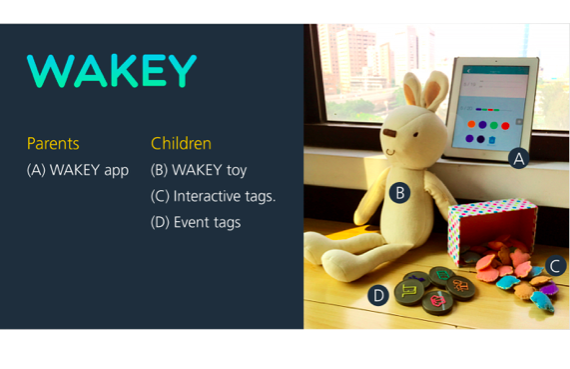 WAKEY
Parents
(A) WAKEY app
Children
(B) WAKEY toy
(C) Interactive tags.
(D) Event tags
A
B
C
D